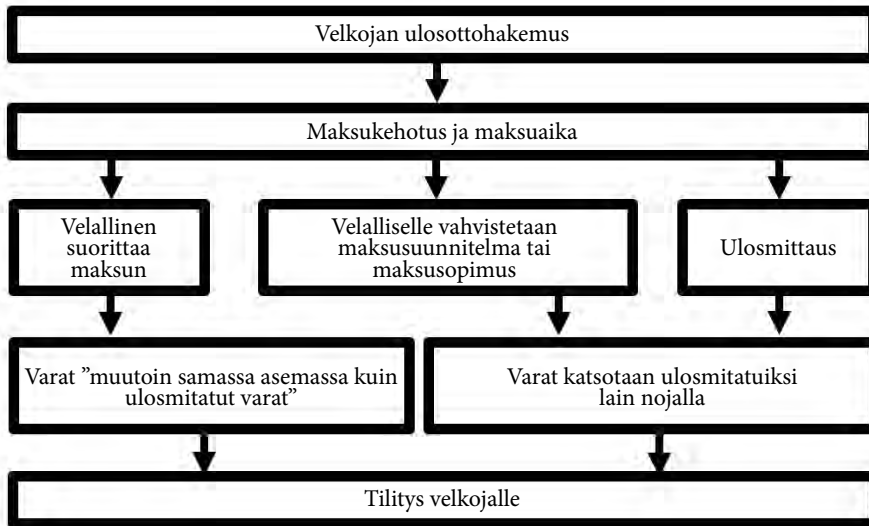 Velkojan ulosottohakemus
Maksukehotus ja maksuaika
Velallinen
suorittaa
maksun
Velalliselle vahvistetaan
maksusuunnitelma tai
maksusopimus
Ulosmittaus
Varat ”muutoin samassa asemassa kuin
ulosmitatut varat”
Varat katsotaan ulosmitatuiksi
lain nojalla
Tilitys velkojalle